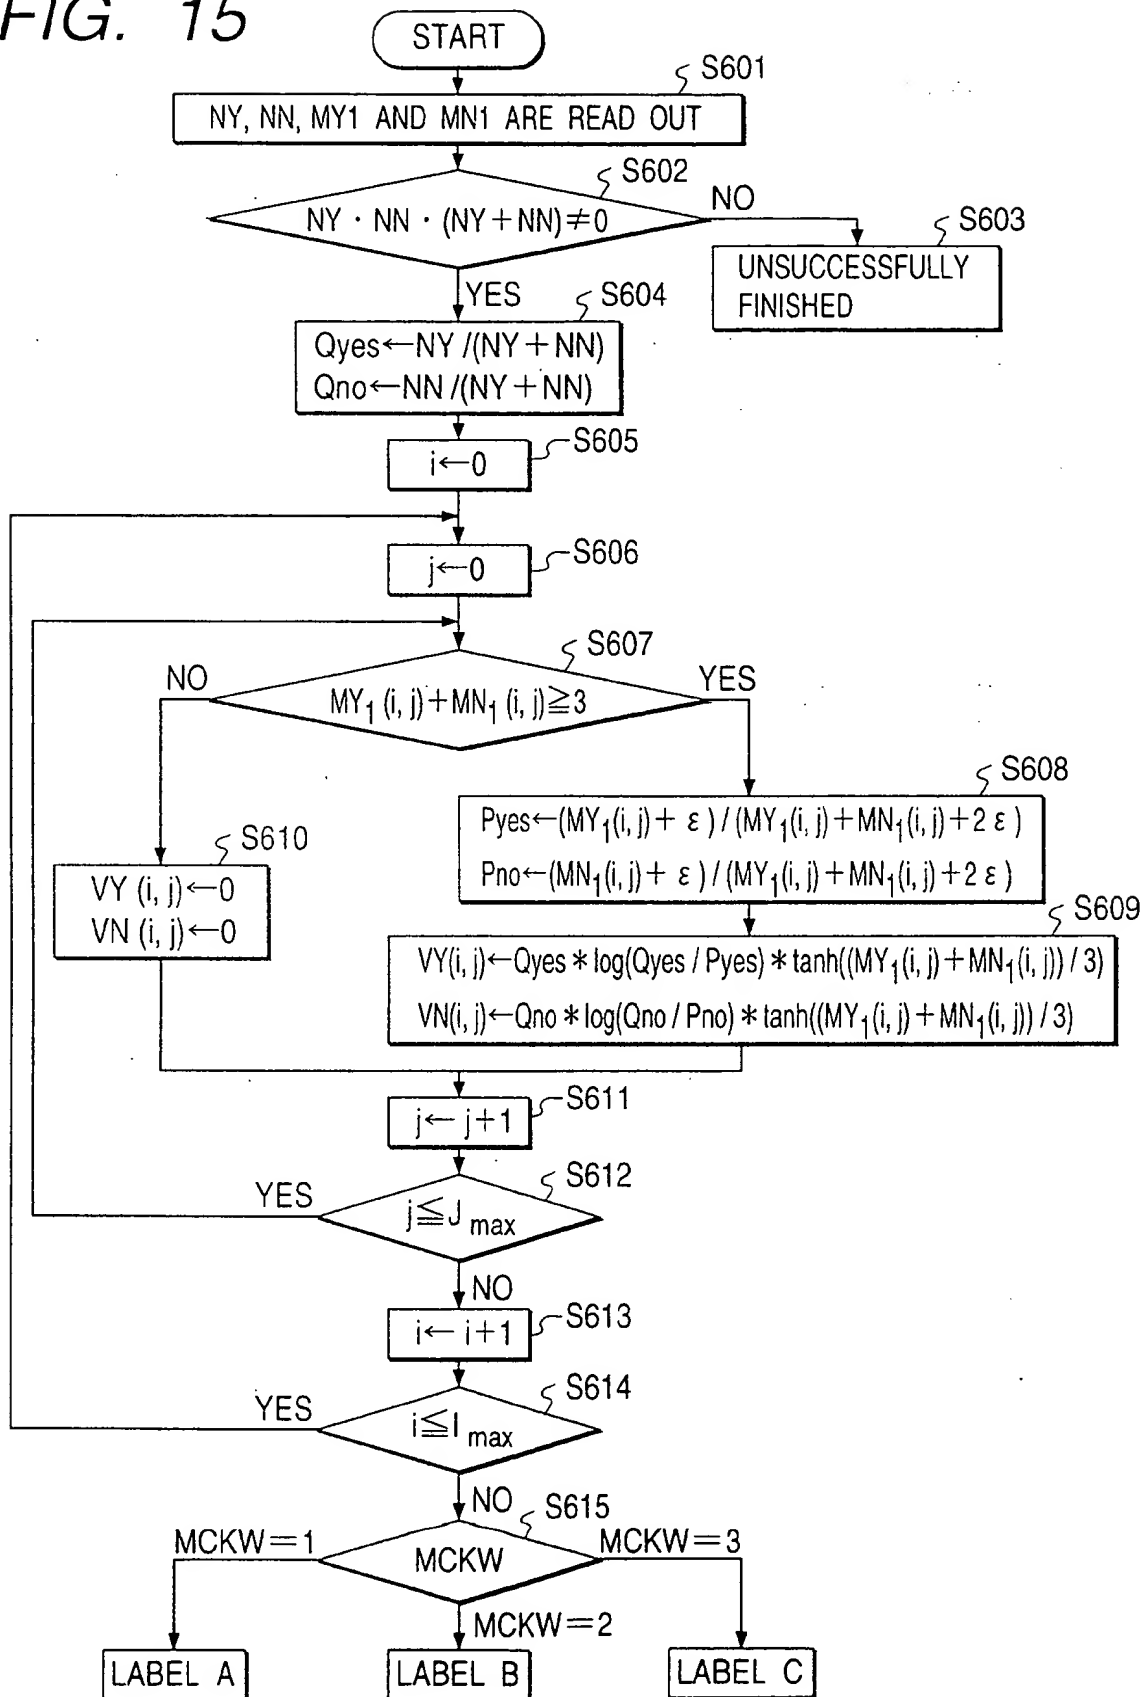 FIG. 15
START
S601
NY, NN, MY1 AND MN1 ARE READ OUT
S602
NY · NN · (NY+NN)≠0
NO
S603
UNSUCCESSFULLY
FINISHED
YES
S604
Qyes←NY /(NY+NN)
Qno←NN /(NY+NN)
S605
i←0
S606
j←0
S607
NO
YES
MY₁ (i, j)+MN₁ (i, j)≧3
S608
Pyes←(MY₁(i, j)+ ε ) / (MY₁(i, j)+MN₁(i, j)+2 ε )
Pno←(MN₁(i, j)+ ε ) / (MY₁(i, j)+MN₁(i, j)+2 ε )
S610
VY (i, j)←0
VN (i, j)←0
S609
VY(i, j)←Qyes * log(Qyes / Pyes) * tanh((MY₁(i, j)+MN₁(i, j)) / 3)
VN(i, j)←Qno * log(Qno / Pno) * tanh((MY₁(i, j)+MN₁(i, j)) / 3)
S611
j← j+1
S612
YES
j≦J max
NO
S613
i← i+1
S614
YES
i≦I max
NO
S615
MCKW=1
MCKW
MCKW=3
MCKW=2
LABEL A
LABEL B
LABEL C